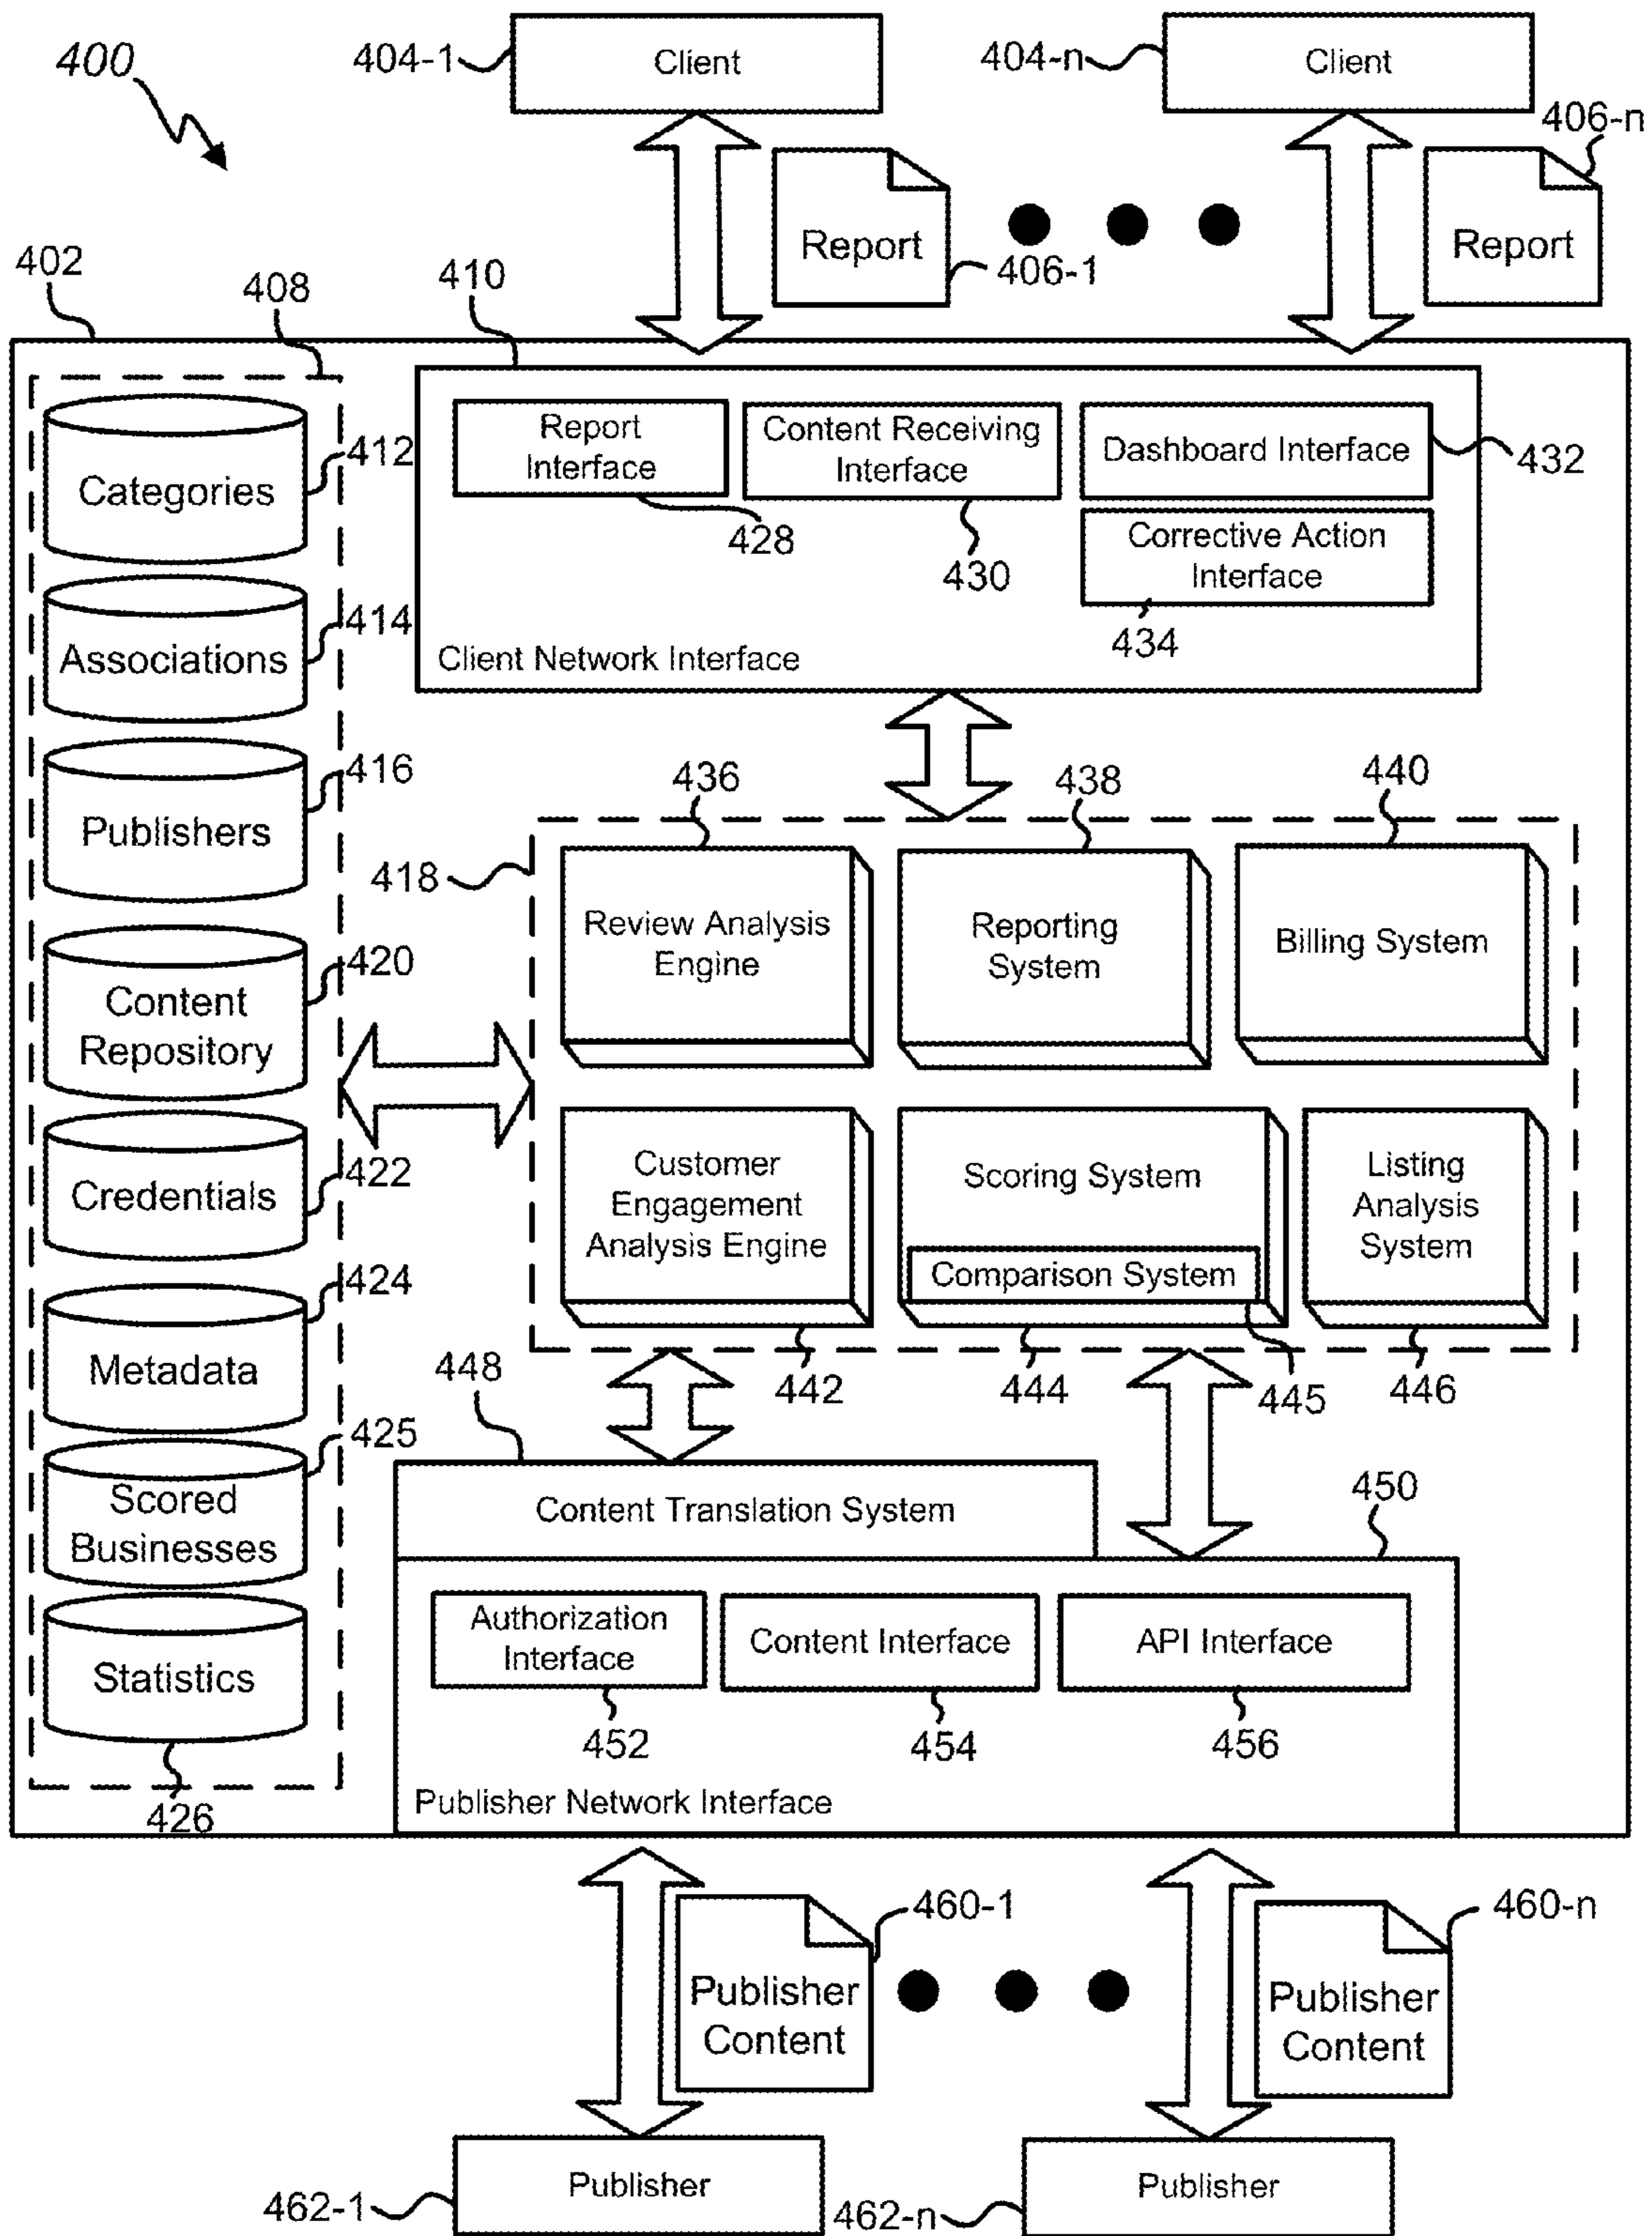 400
404-1
Client
404-n
Client
406-n
Report
406-1
Report
402
408
410
Categories
412
Associations
414
Publishers
416
Content
Repository
420
Credentials
422
Metadata
424
Scored
Businesses
425
Statistics
426
Report
Interface
428
Content Receiving
Interface
430
Dashboard Interface
432
Corrective Action
Interface
434
Client Network Interface
418
436
Review Analysis
Engine
438
Reporting
System
440
Billing System
Customer
Engagement
Analysis Engine
442
Scoring System
Comparison System
444
445
Listing
Analysis
System
446
448
Content Translation System
450
Authorization
Interface
452
Content Interface
454
API Interface
456
Publisher Network Interface
460-1
Publisher
Content
460-n
Publisher
Content
Publisher
462-1
Publisher
462-n